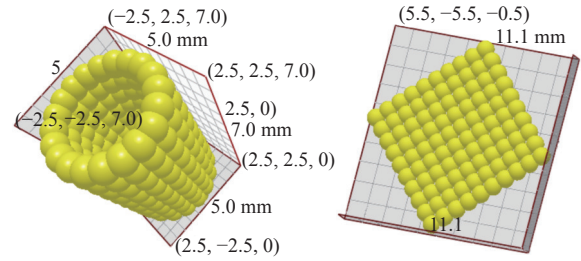 (−2.5, 2.5, 7.0)
5.0 mm
5
(2.5, 2.5, 7.0)
(−2.5, −2.5, 7.0)
2.5, 0)
7.0 mm
(2.5, 2.5, 0)
5.0 mm
(2.5, −2.5, 0)
(5.5, −5.5, −0.5)
11.1 mm
11.1